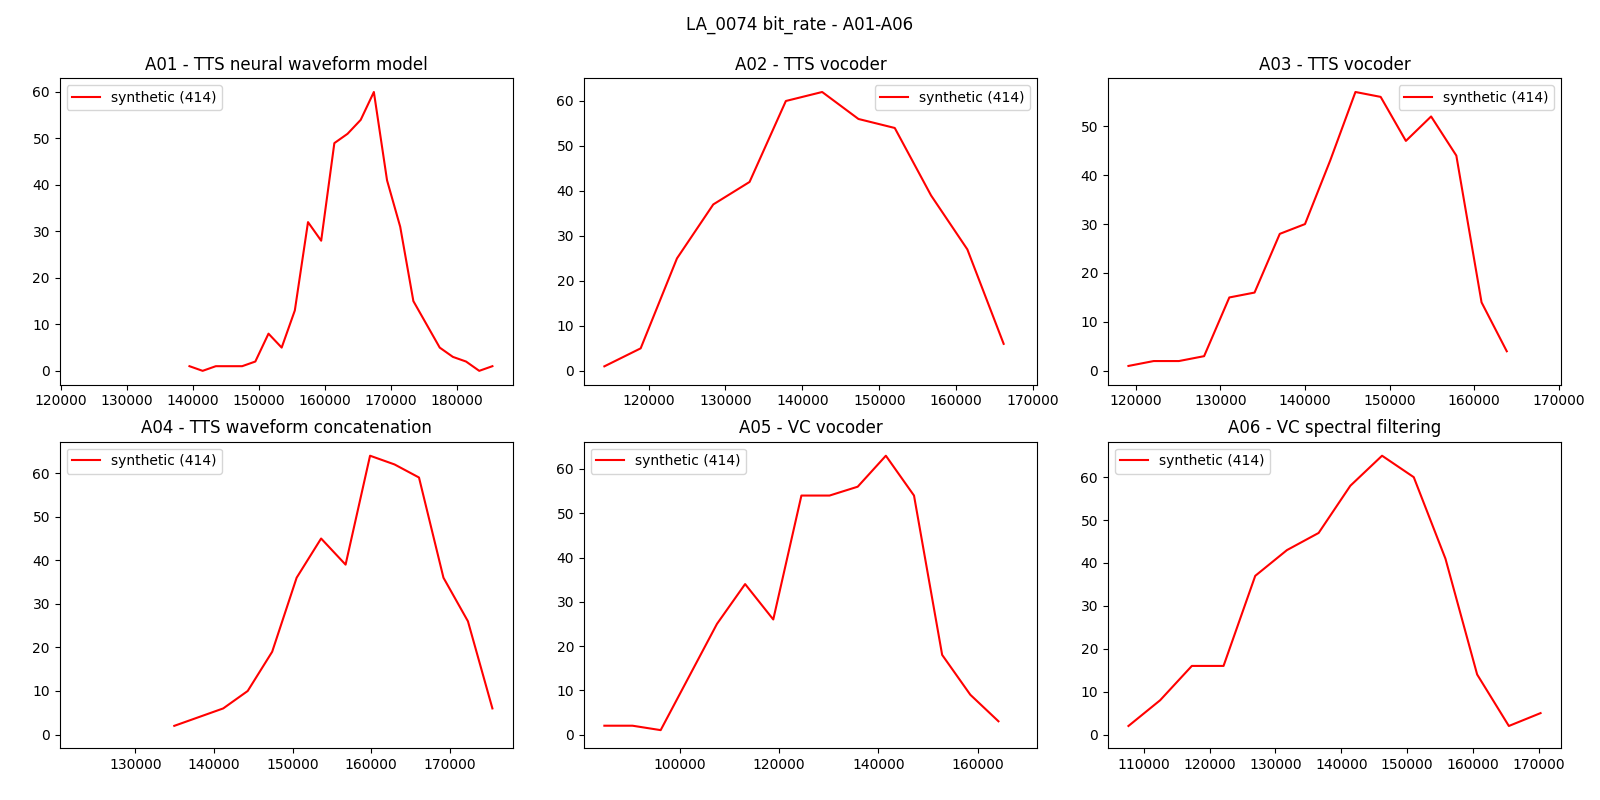 LA_0074 bit_rate - A01-A06
A01 - TTS neural waveform model
synthetic (414)
60
50
40
30
20
10
0
120000 130000 140000 150000 160000 170000 180000
A02 - TTS vocoder
synthetic (414)
60
50
40
30
20
10
0
120000 130000 140000 150000 160000 170000
A03 - TTS vocoder
synthetic (414)
50
40
30
20
10
0
120000 130000 140000 150000 160000 170000
A04 - TTS waveform concatenation
synthetic (414)
60
50
40
30
20
10
0
130000 140000 150000 160000 170000
A05 - VC vocoder
synthetic (414)
60
50
40
30
20
10
0
100000 120000 140000 160000
A06 - VC spectral filtering
synthetic (414)
60
50
40
30
20
10
0
110000 120000 130000 140000 150000 160000 170000